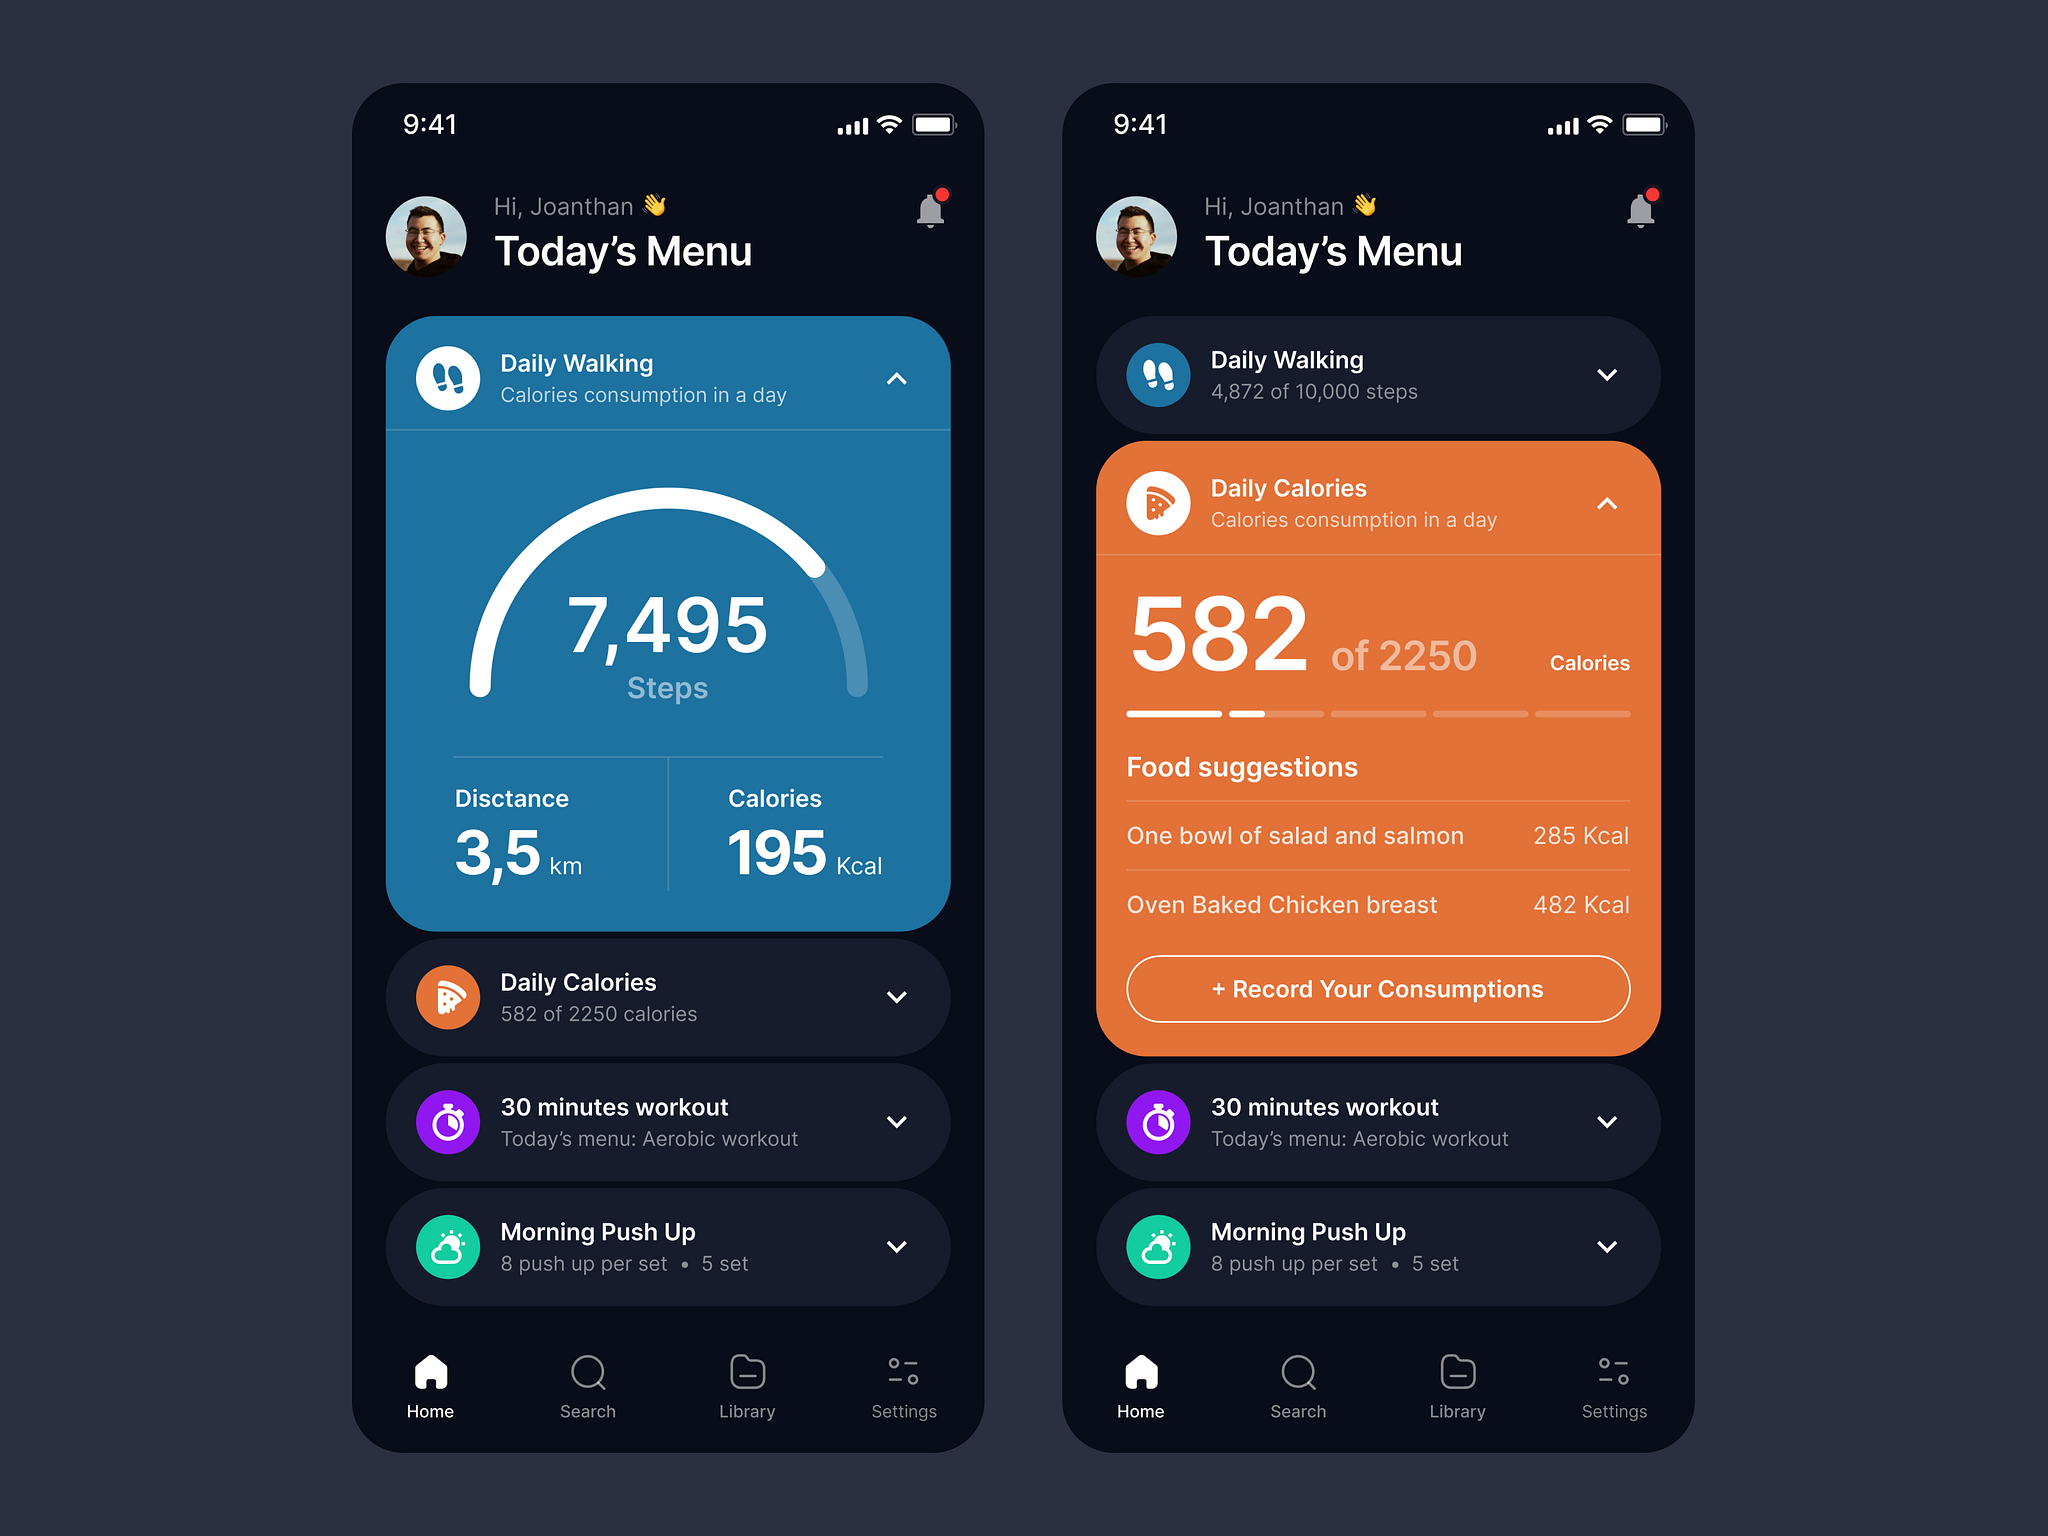 9:41
Hi, Joanthan 👋
Today’s Menu
Daily Walking
Calories consumption in a day
7,495
Steps
Disctance
3,5 km
Calories
195 Kcal
Daily Calories
582 of 2250 calories
30 minutes workout
Today’s menu: Aerobic workout
Morning Push Up
8 push up per set • 5 set
Home
Search
Library
Settings
9:41
Hi, Joanthan 👋
Today’s Menu
Daily Walking
4,872 of 10,000 steps
Daily Calories
Calories consumption in a day
582 of 2250 Calories
Food suggestions
One bowl of salad and salmon 285 Kcal
Oven Baked Chicken breast 482 Kcal
+ Record Your Consumptions
30 minutes workout
Today’s menu: Aerobic workout
Morning Push Up
8 push up per set • 5 set
Home
Search
Library
Settings